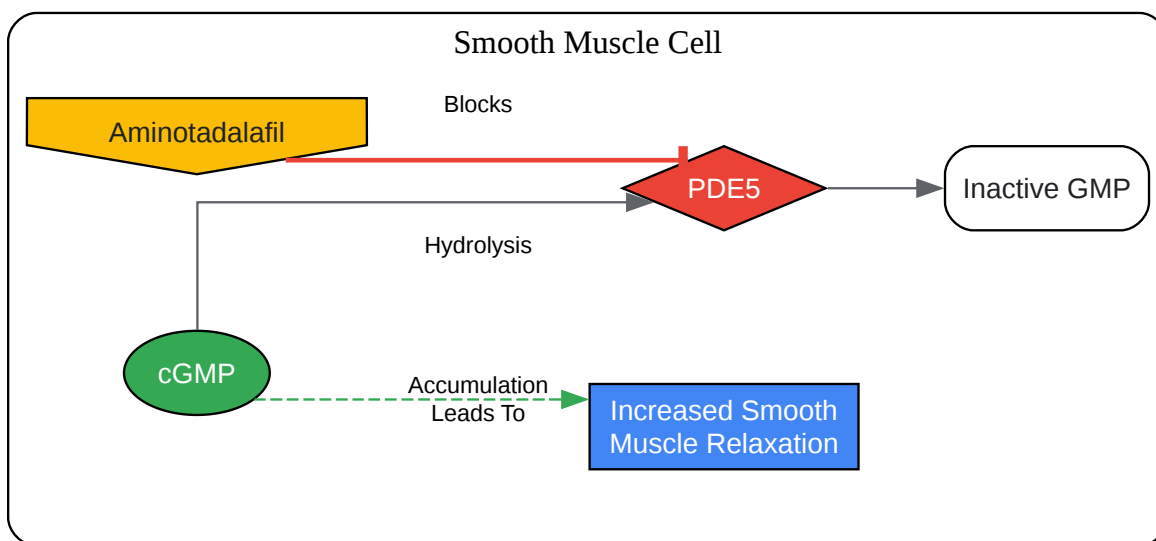 Smooth Muscle Cell
Blocks
Aminotadalafil
PDE5
Inactive GMP
Hydrolysis
cGMP
Accumulation
Leads To
Increased Smooth
Muscle Relaxation